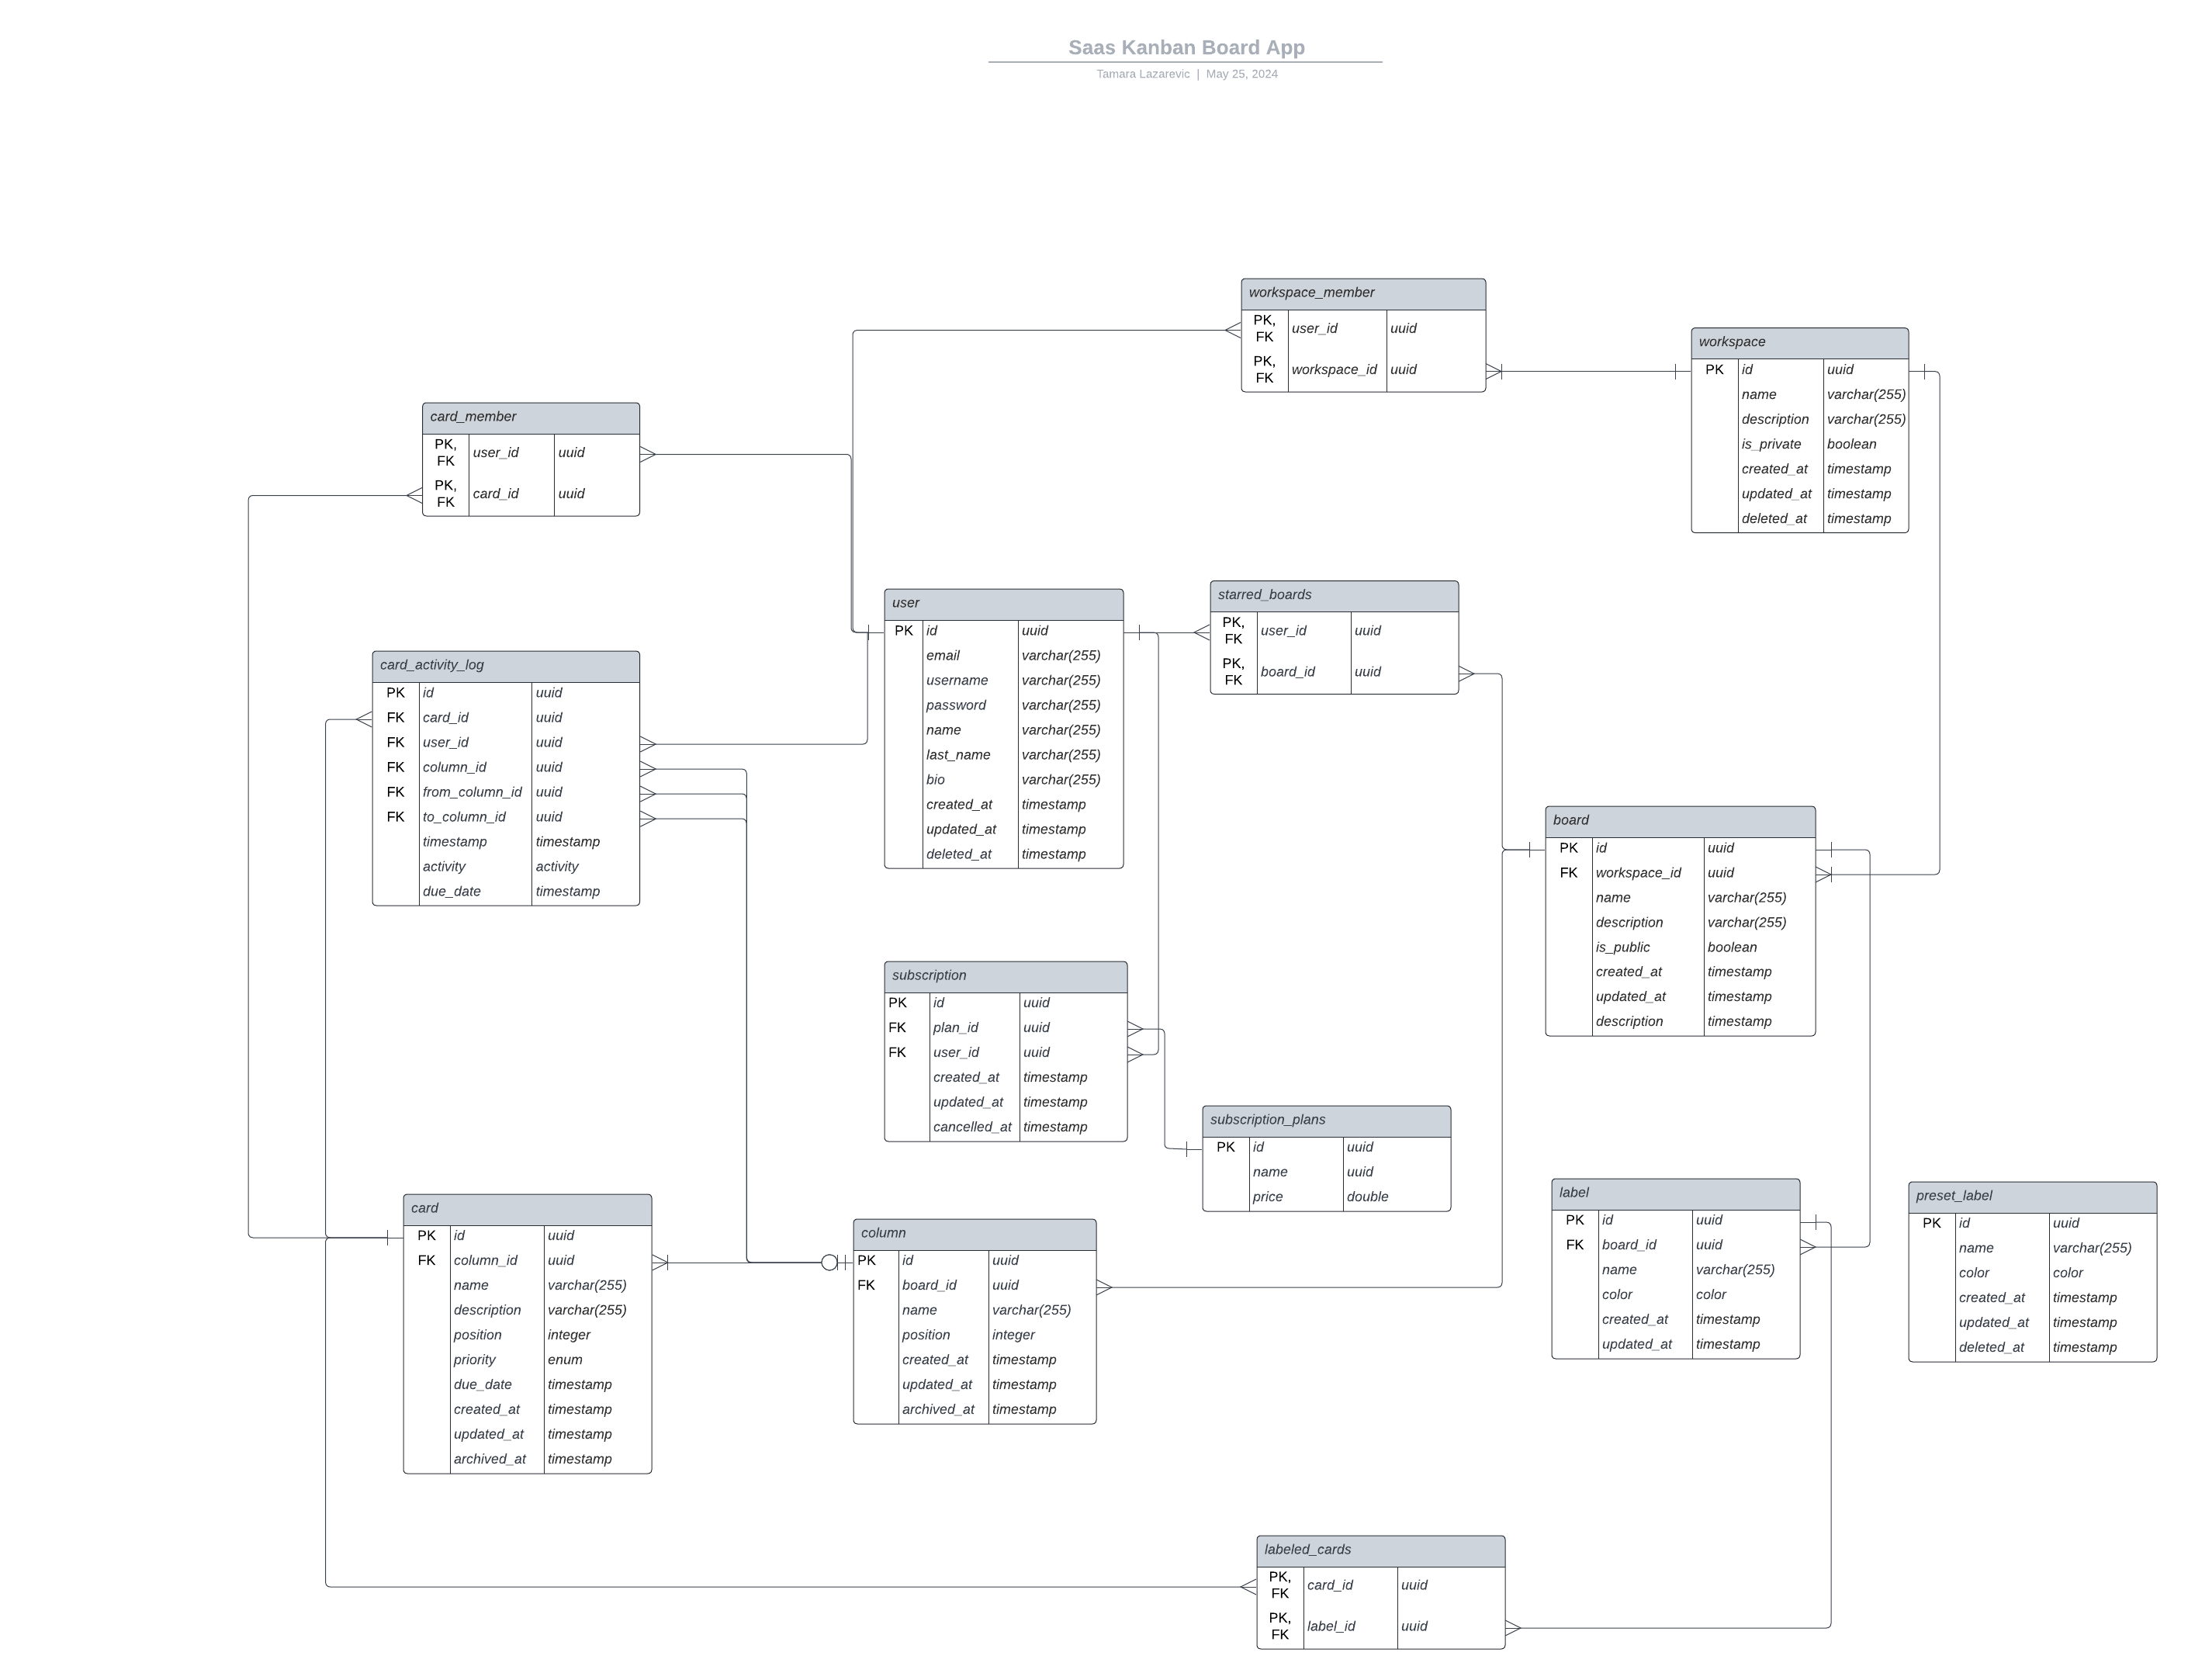 Saas Kanban Board App
Tamara Lazarevic | May 25, 2024
workspace_member
PK, FK user_id uuid
PK, FK workspace_id uuid
workspace
PK id uuid
name varchar(255)
description varchar(255)
is_private boolean
created_at timestamp
updated_at timestamp
deleted_at timestamp
card_member
PK, FK user_id uuid
PK, FK card_id uuid
user
PK id uuid
email varchar(255)
username varchar(255)
password varchar(255)
name varchar(255)
last_name varchar(255)
bio varchar(255)
created_at timestamp
updated_at timestamp
deleted_at timestamp
starred_boards
PK, FK user_id uuid
PK, FK board_id uuid
card_activity_log
PK id uuid
FK card_id uuid
FK user_id uuid
FK column_id uuid
FK from_column_id uuid
FK to_column_id uuid
timestamp timestamp
activity activity
due_date timestamp
board
PK id uuid
FK workspace_id uuid
name varchar(255)
description varchar(255)
is_public boolean
created_at timestamp
updated_at timestamp
description timestamp
subscription
PK id uuid
FK plan_id uuid
FK user_id uuid
created_at timestamp
updated_at timestamp
cancelled_at timestamp
subscription_plans
PK id uuid
name uuid
price double
card
PK id uuid
FK column_id uuid
name varchar(255)
description varchar(255)
position integer
priority enum
due_date timestamp
created_at timestamp
updated_at timestamp
archived_at timestamp
column
PK id uuid
FK board_id uuid
name varchar(255)
position integer
created_at timestamp
updated_at timestamp
archived_at timestamp
label
PK id uuid
FK board_id uuid
name varchar(255)
color color
created_at timestamp
updated_at timestamp
preset_label
PK id uuid
name varchar(255)
color color
created_at timestamp
updated_at timestamp
deleted_at timestamp
labeled_cards
PK, FK card_id uuid
PK, FK label_id uuid